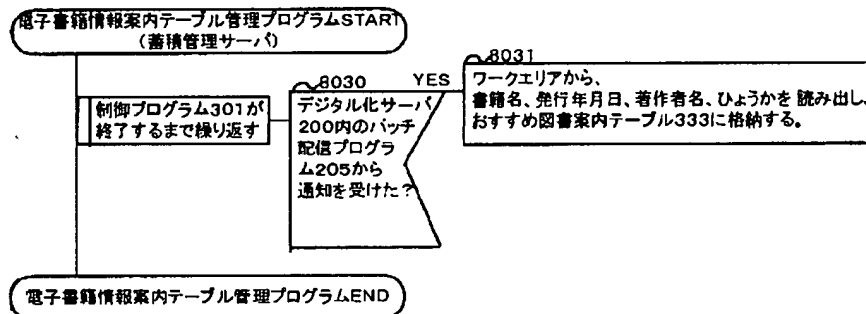 電子書籍情報案内テーブル管理プログラムSTART
(蓄積管理サーバ)
制御プログラム301が
終了するまで繰り返す
8030
YES
デジタル化サーバ
200内のバッチ
配信プログラ
ム205から
通知を受けた?
8031
ワークエリアから、
書籍名、発行年月日、著作者名、ひょうかを 読み出し、
おすすめ図書案内テーブル333に格納する。
電子書籍情報案内テーブル管理プログラムEND